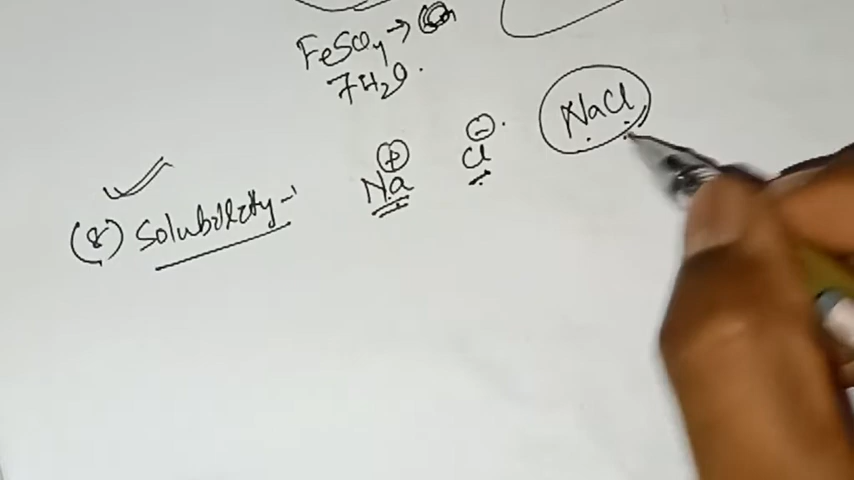 FeSO4 →
7H2O.
NaCl
(8) Solubility-
Na+ Cl-